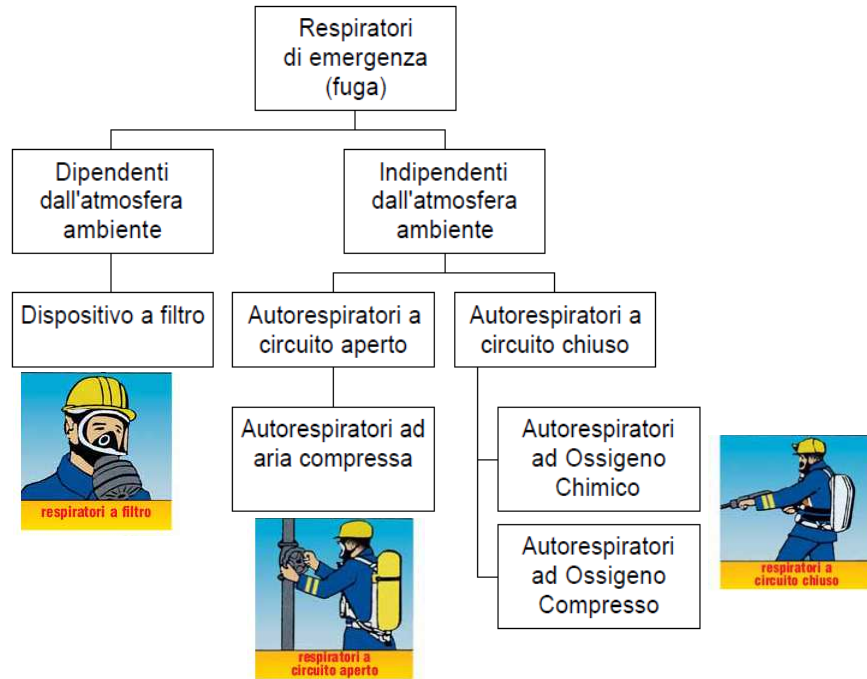 Respiratori
di emergenza
(fuga)
Dipendenti
dall'atmosfera
ambiente
Indipendenti
dall'atmosfera
ambiente
Dispositivo a filtro
Autorespiratori a
circuito aperto
Autorespiratori a
circuito chiuso
respiratori a filtro
Autorespiratori ad
aria compressa
respiratori a
circuito aperto
Autorespiratori
ad Ossigeno
Chimico
Autorespiratori
ad Ossigeno
Compresso
respiratori a
circuito chiuso